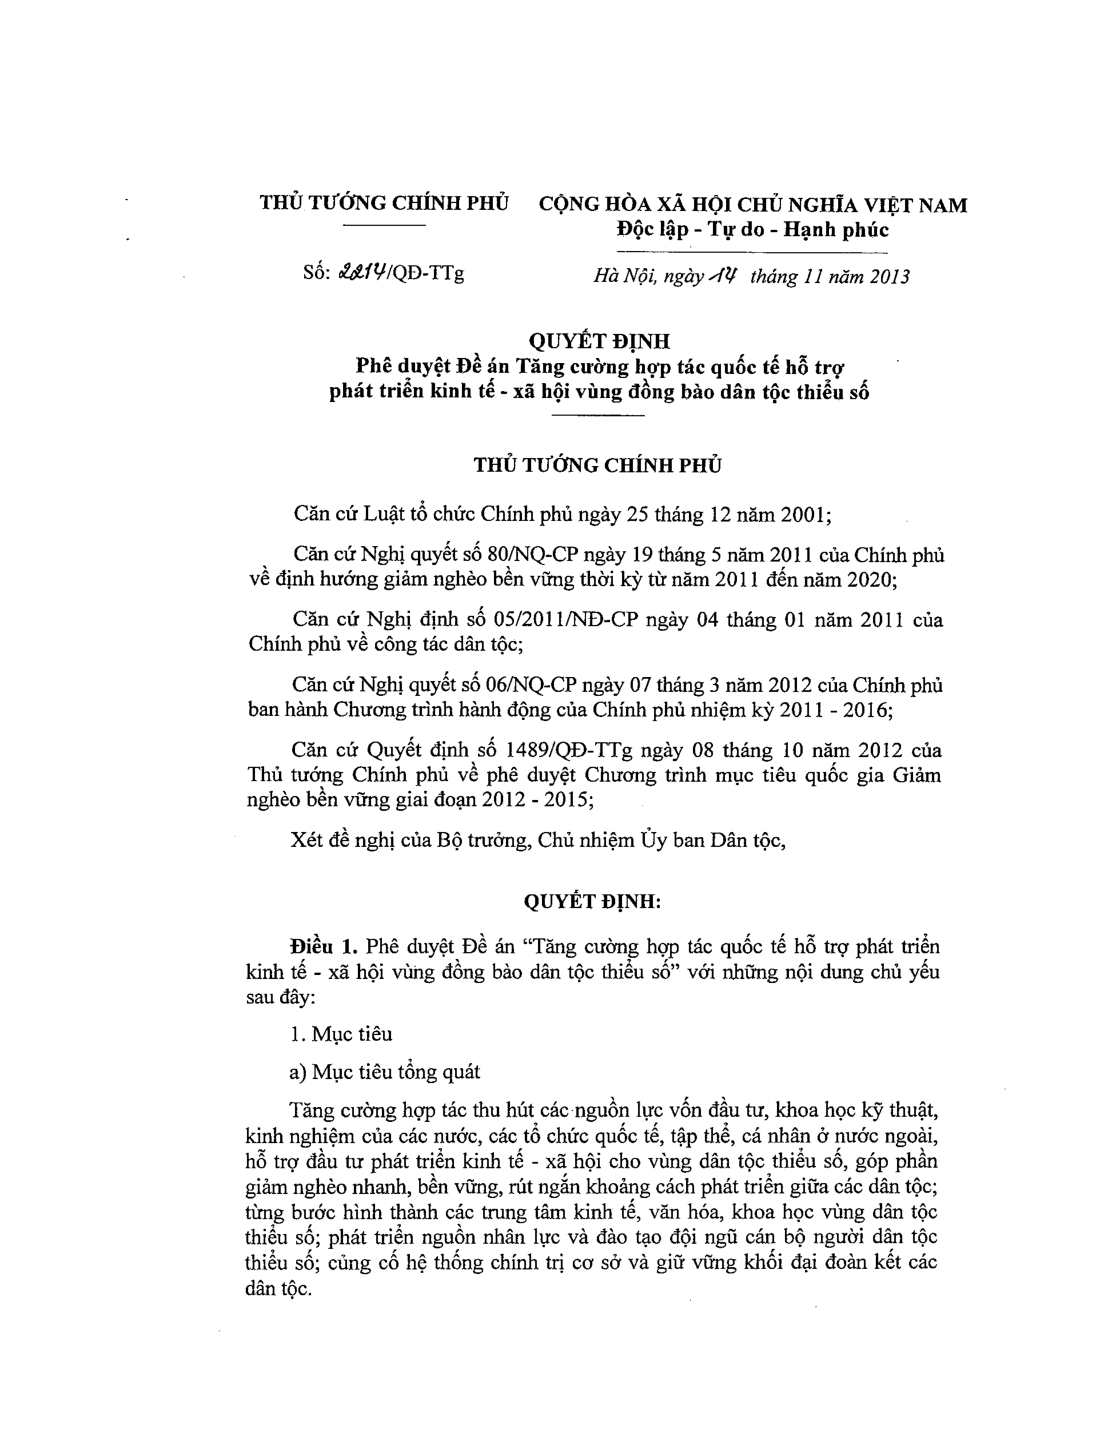 THỦ TƯỚNG CHÍNH PHỦ
CỘNG HÒA XÃ HỘI CHỦ NGHĨA VIỆT NAM
Độc lập - Tự do - Hạnh phúc
Số: 2214/QĐ-TTg
Hà Nội, ngày 14 tháng 11 năm 2013
QUYẾT ĐỊNH
Phê duyệt Đề án Tăng cường hợp tác quốc tế hỗ trợ
phát triển kinh tế - xã hội vùng đồng bào dân tộc thiểu số
THỦ TƯỚNG CHÍNH PHỦ
Căn cứ Luật tổ chức Chính phủ ngày 25 tháng 12 năm 2001;
Căn cứ Nghị quyết số 80/NQ-CP ngày 19 tháng 5 năm 2011 của Chính phủ
về định hướng giảm nghèo bền vững thời kỳ từ năm 2011 đến năm 2020;
Căn cứ Nghị định số 05/2011/NĐ-CP ngày 04 tháng 01 năm 2011 của
Chính phủ về công tác dân tộc;
Căn cứ Nghị quyết số 06/NQ-CP ngày 07 tháng 3 năm 2012 của Chính phủ
ban hành Chương trình hành động của Chính phủ nhiệm kỳ 2011 - 2016;
Căn cứ Quyết định số 1489/QĐ-TTg ngày 08 tháng 10 năm 2012 của
Thủ tướng Chính phủ về phê duyệt Chương trình mục tiêu quốc gia Giảm
nghèo bền vững giai đoạn 2012 - 2015;
Xét đề nghị của Bộ trưởng, Chủ nhiệm Ủy ban Dân tộc,
QUYẾT ĐỊNH:
Điều 1. Phê duyệt Đề án “Tăng cường hợp tác quốc tế hỗ trợ phát triển
kinh tế - xã hội vùng đồng bào dân tộc thiểu số” với những nội dung chủ yếu
sau đây:
1. Mục tiêu
a) Mục tiêu tổng quát
Tăng cường hợp tác thu hút các nguồn lực vốn đầu tư, khoa học kỹ thuật,
kinh nghiệm của các nước, các tổ chức quốc tế, tập thể, cá nhân ở nước ngoài,
hỗ trợ đầu tư phát triển kinh tế - xã hội cho vùng dân tộc thiểu số, góp phần
giảm nghèo nhanh, bền vững, rút ngắn khoảng cách phát triển giữa các dân tộc;
từng bước hình thành các trung tâm kinh tế, văn hóa, khoa học vùng dân tộc
thiểu số; phát triển nguồn nhân lực và đào tạo đội ngũ cán bộ người dân tộc
thiểu số; củng cố hệ thống chính trị cơ sở và giữ vững khối đại đoàn kết các
dân tộc.